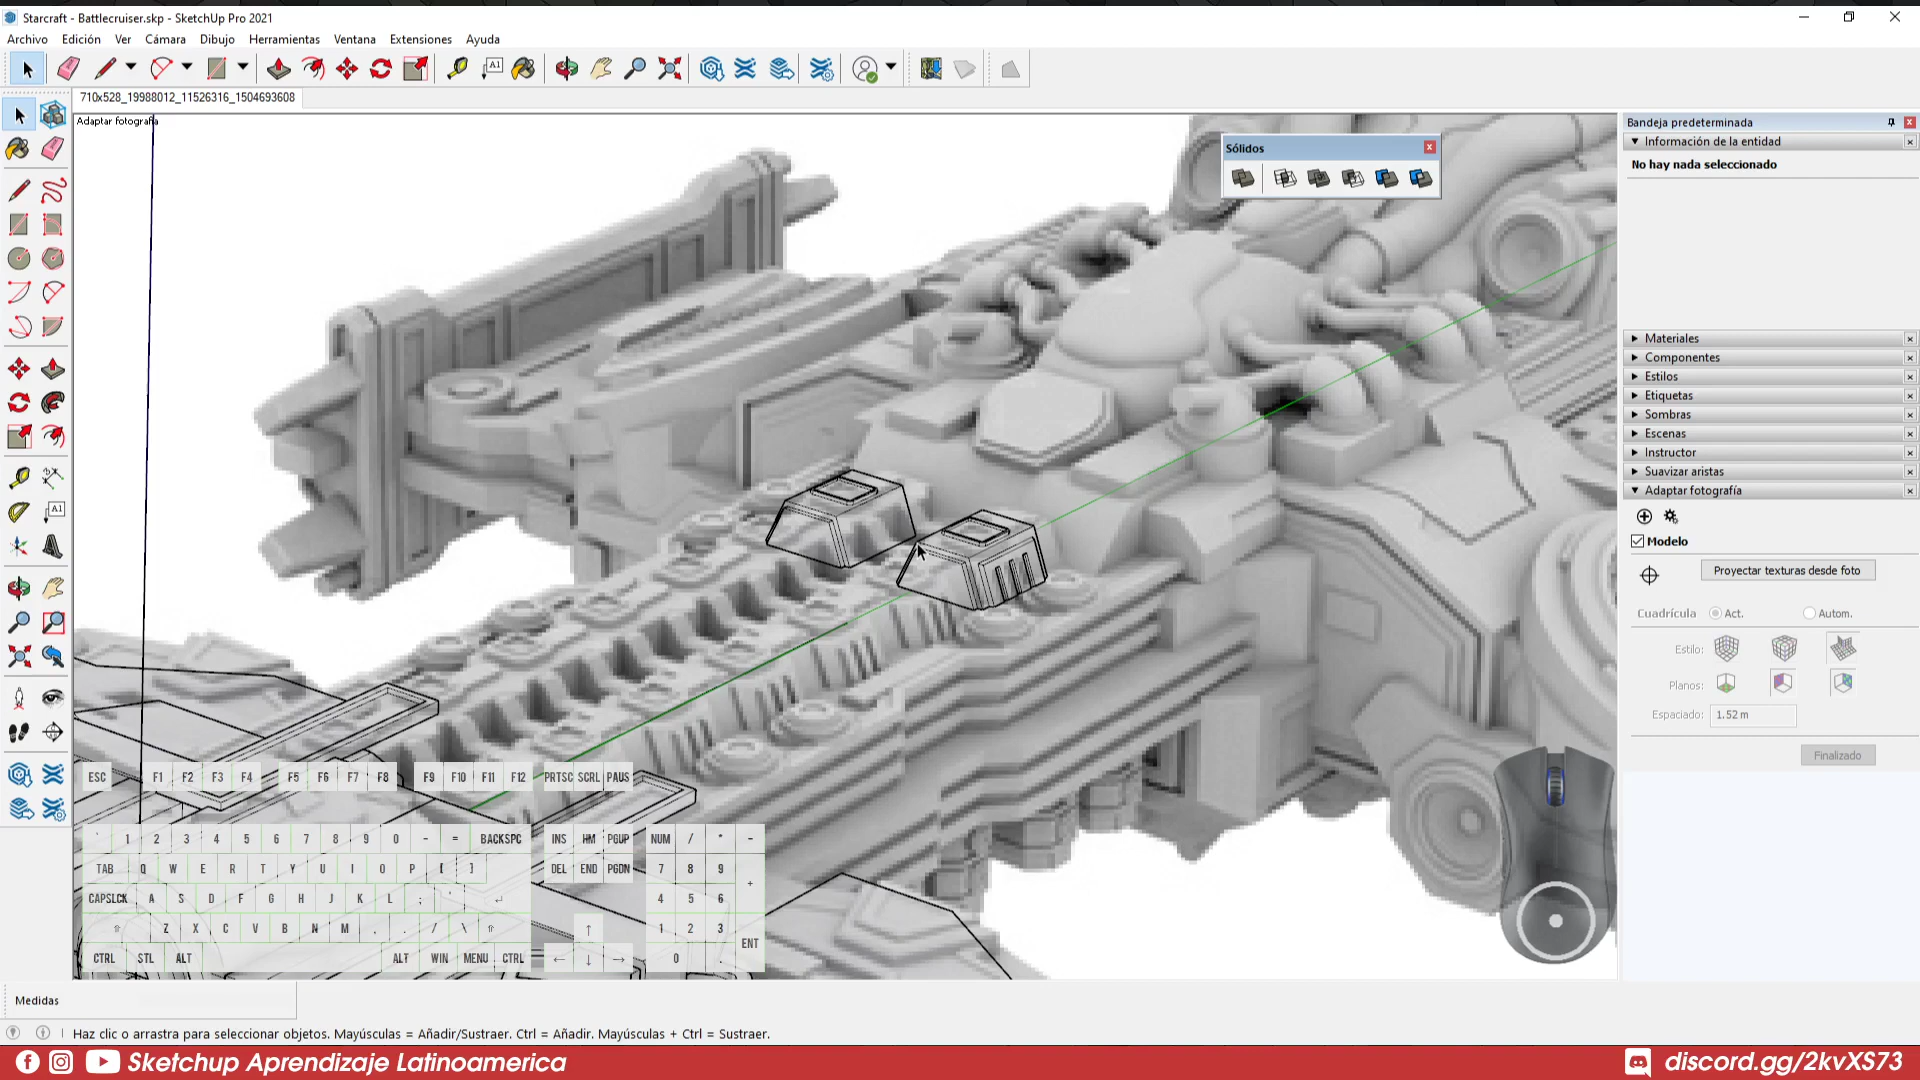 Starcraft - Battlecruiser.skp - SketchUp Pro 2021
Archivo Edición Ver Cámara Dibujo Herramientas Ventana Extensiones Ayuda
710x528_19988012_11526316_1504693608
Adaptar fotografía
Sólidos
Bandeja predeterminada
Información de la entidad
No hay nada seleccionado
Materiales
Componentes
Estilos
Etiquetas
Sombras
Escenas
Instructor
Suavizar aristas
Adaptar fotografía
Modelo
Proyectar texturas desde foto
Cuadrícula Act. Autom.
Estilo:
Planos:
Espaciado: 1.52 m
Finalizado
ESC F1 F2 F3 F4 F5 F6 F7 F8 F9 F10 F11 F12 PRTSC SCRL PAUS
` 1 2 3 4 5 6 7 8 9 0 - = BACKSPC INS HM PGUP NUM / * -
TAB Q W E R T Y U I O P [ ] DEL END PGDN 7 8 9 +
CAPSLCK A S D F G H J K L ; ' ↵ 4 5 6
⇧ Z X C V B N M , . / \ ⇧ ↑ 1 2 3 ENT
CTRL STL ALT ALT WIN MENU CTRL ← ↓ → 0 .
Medidas
Haz clic o arrastra para seleccionar objetos. Mayúsculas = Añadir/Sustraer. Ctrl = Añadir. Mayúsculas + Ctrl = Sustraer.
Sketchup Aprendizaje Latinoamerica
discord.gg/2kvXS73